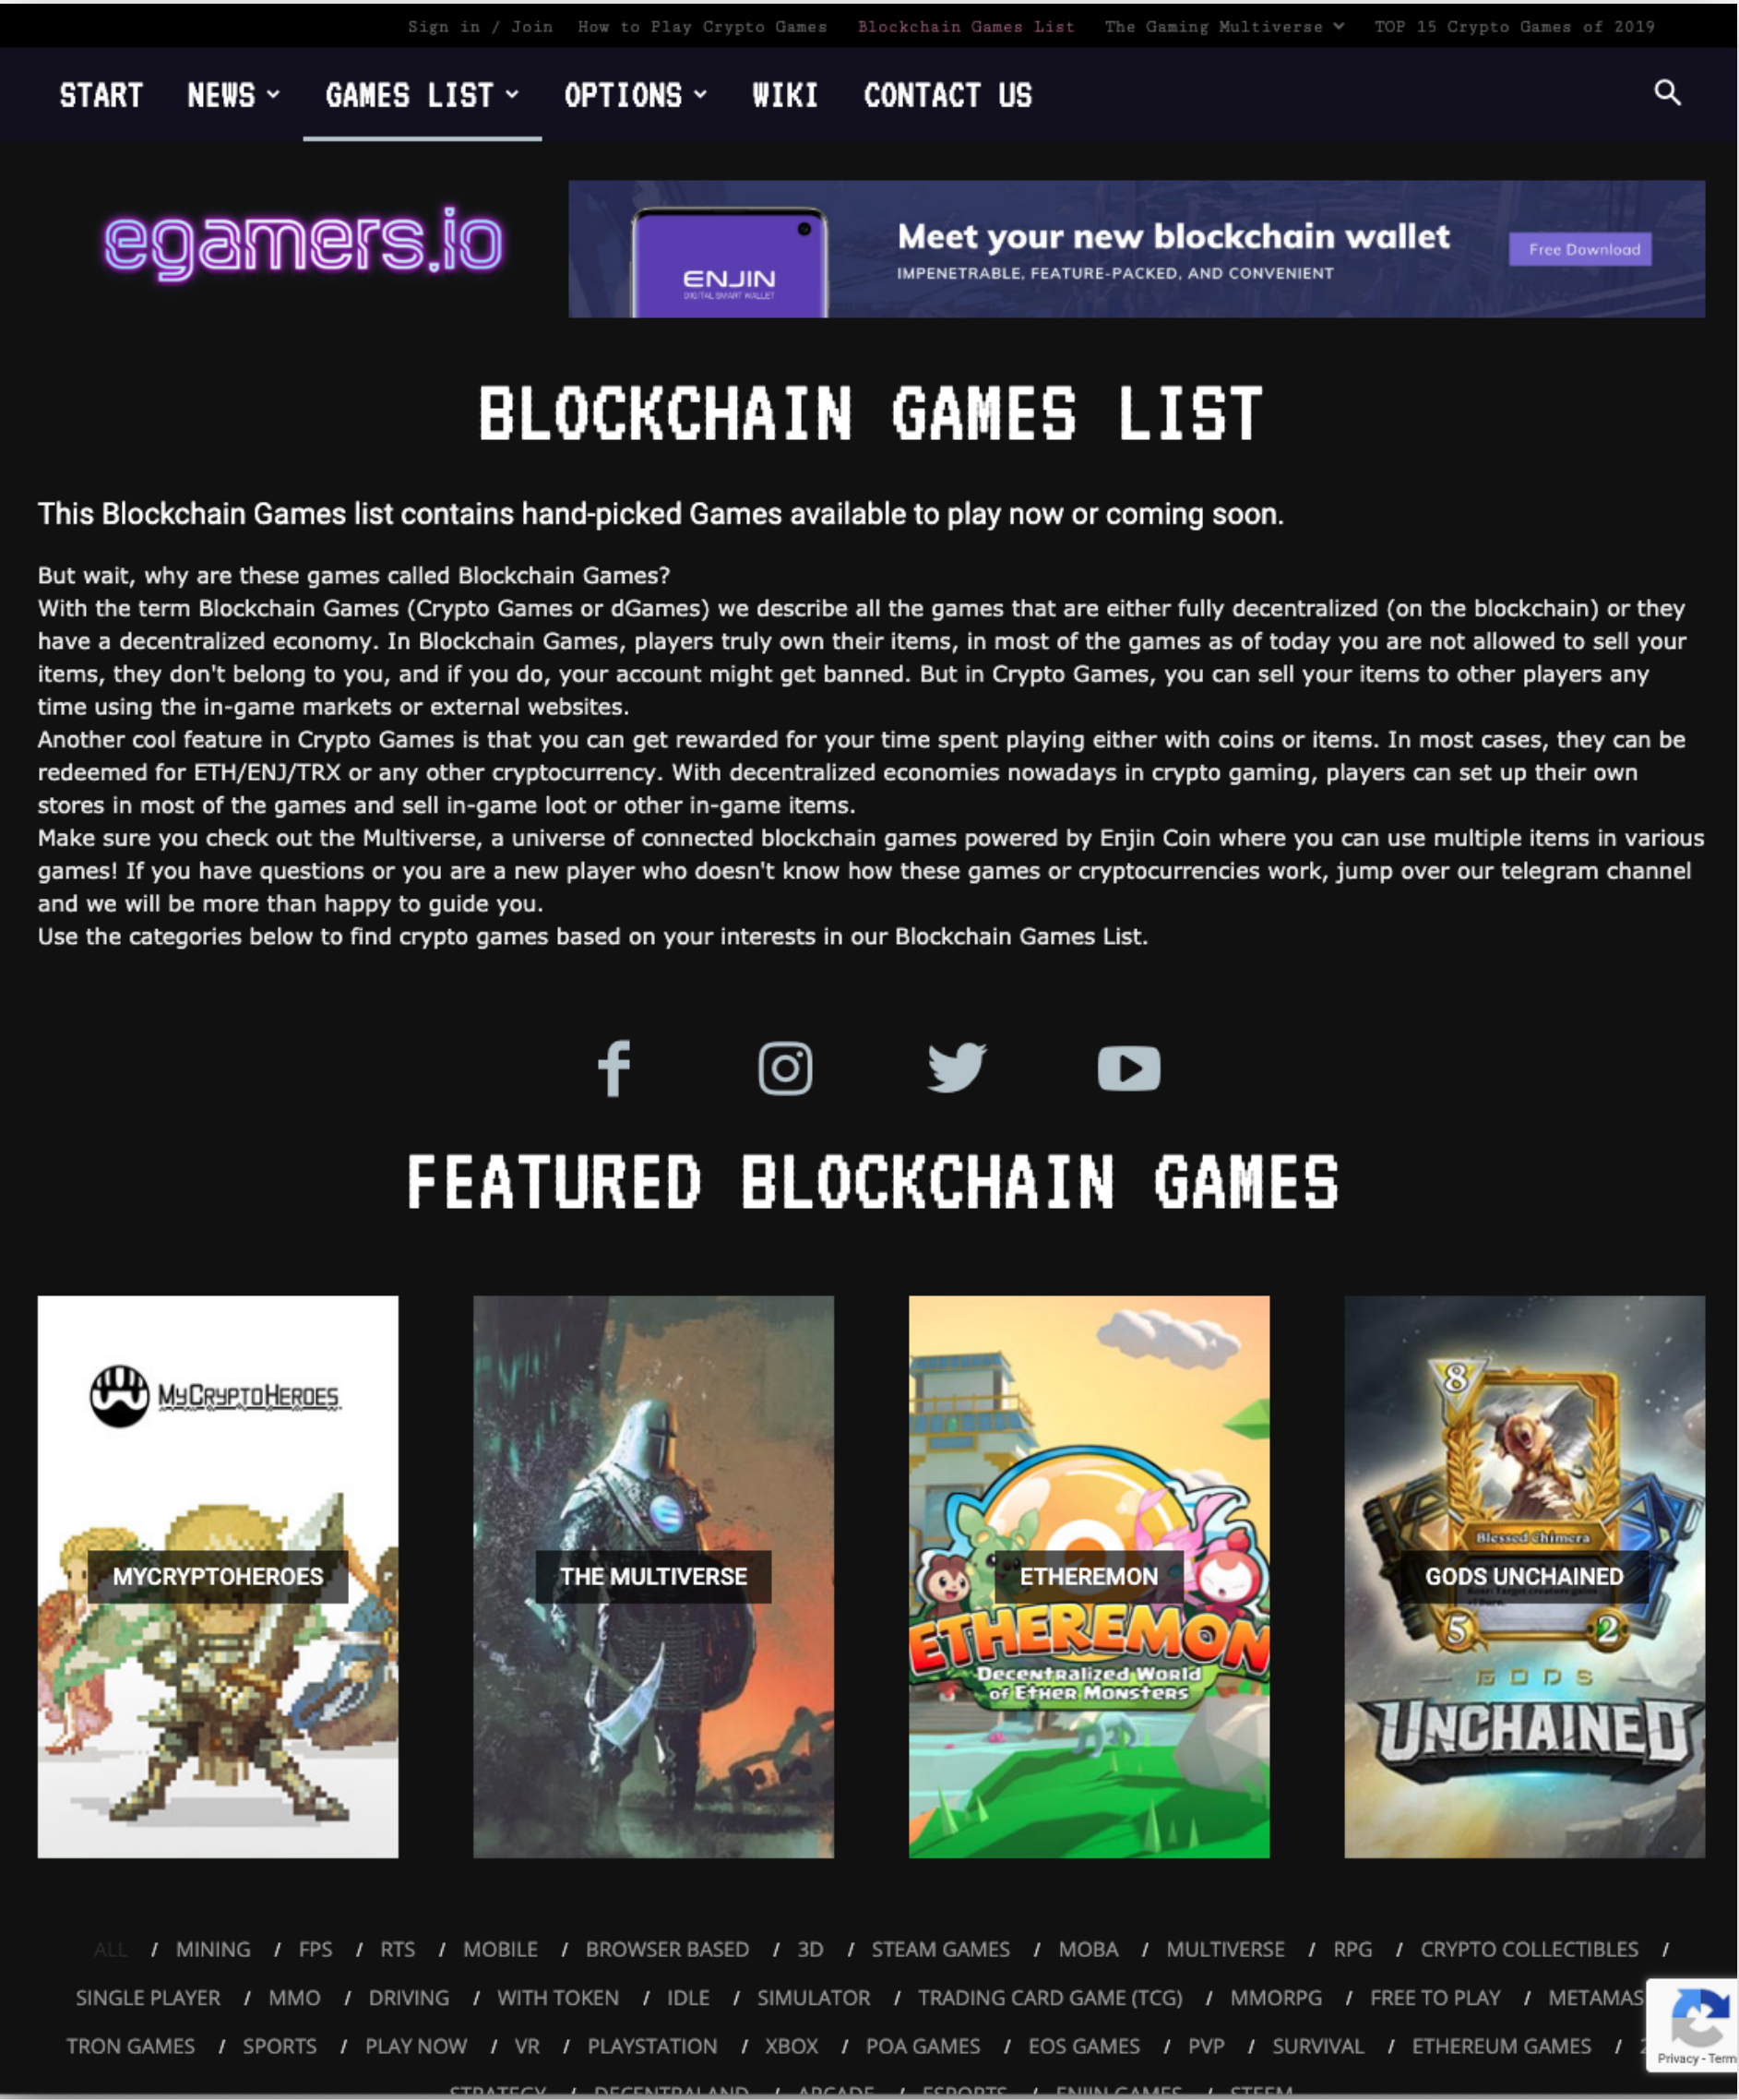 Sign in / Join How to Play Crypto Games Blockchain Games List The Gaming Multiverse TOP 15 Crypto Games of 2019
START NEWS GAMES LIST OPTIONS WIKI CONTACT US
egamers.io
ENJIN
DIGITAL SMART WALLET
Meet your new blockchain wallet
IMPENETRABLE, FEATURE-PACKED, AND CONVENIENT
Free Download
BLOCKCHAIN GAMES LIST
This Blockchain Games list contains hand-picked Games available to play now or coming soon.
But wait, why are these games called Blockchain Games?
With the term Blockchain Games (Crypto Games or dGames) we describe all the games that are either fully decentralized (on the blockchain) or they
have a decentralized economy. In Blockchain Games, players truly own their items, in most of the games as of today you are not allowed to sell your
items, they don't belong to you, and if you do, your account might get banned. But in Crypto Games, you can sell your items to other players any
time using the in-game markets or external websites.
Another cool feature in Crypto Games is that you can get rewarded for your time spent playing either with coins or items. In most cases, they can be
redeemed for ETH/ENJ/TRX or any other cryptocurrency. With decentralized economies nowadays in crypto gaming, players can set up their own
stores in most of the games and sell in-game loot or other in-game items.
Make sure you check out the Multiverse, a universe of connected blockchain games powered by Enjin Coin where you can use multiple items in various
games! If you have questions or you are a new player who doesn't know how these games or cryptocurrencies work, jump over our telegram channel
and we will be more than happy to guide you.
Use the categories below to find crypto games based on your interests in our Blockchain Games List.
FEATURED BLOCKCHAIN GAMES
MyCryptoHeroes
MYCRYPTOHEROES
THE MULTIVERSE
ETHEREMON
ETHEREMON
Decentralized World
of Ether Monsters
8
Blessed Chimera
GODS UNCHAINED
5 2
GODS
UNCHAINED
ALL / MINING / FPS / RTS / MOBILE / BROWSER BASED / 3D / STEAM GAMES / MOBA / MULTIVERSE / RPG / CRYPTO COLLECTIBLES /
SINGLE PLAYER / MMO / DRIVING / WITH TOKEN / IDLE / SIMULATOR / TRADING CARD GAME (TCG) / MMORPG / FREE TO PLAY / METAMAS
TRON GAMES / SPORTS / PLAY NOW / VR / PLAYSTATION / XBOX / POA GAMES / EOS GAMES / PVP / SURVIVAL / ETHEREUM GAMES / 2
STRATEGY / DECENTRALAND / ARCADE / ESPORTS / ENJIN GAMES / STEEM
Privacy - Term